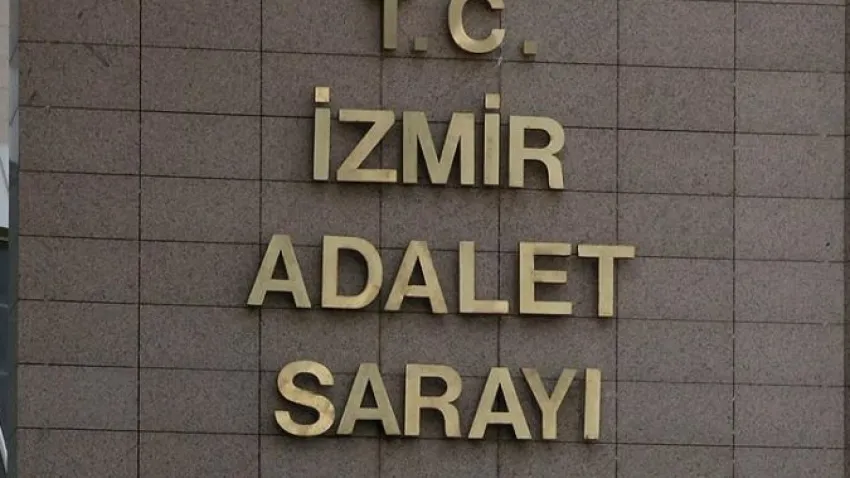 T.C.
İZMİR
ADALET
SARAYI